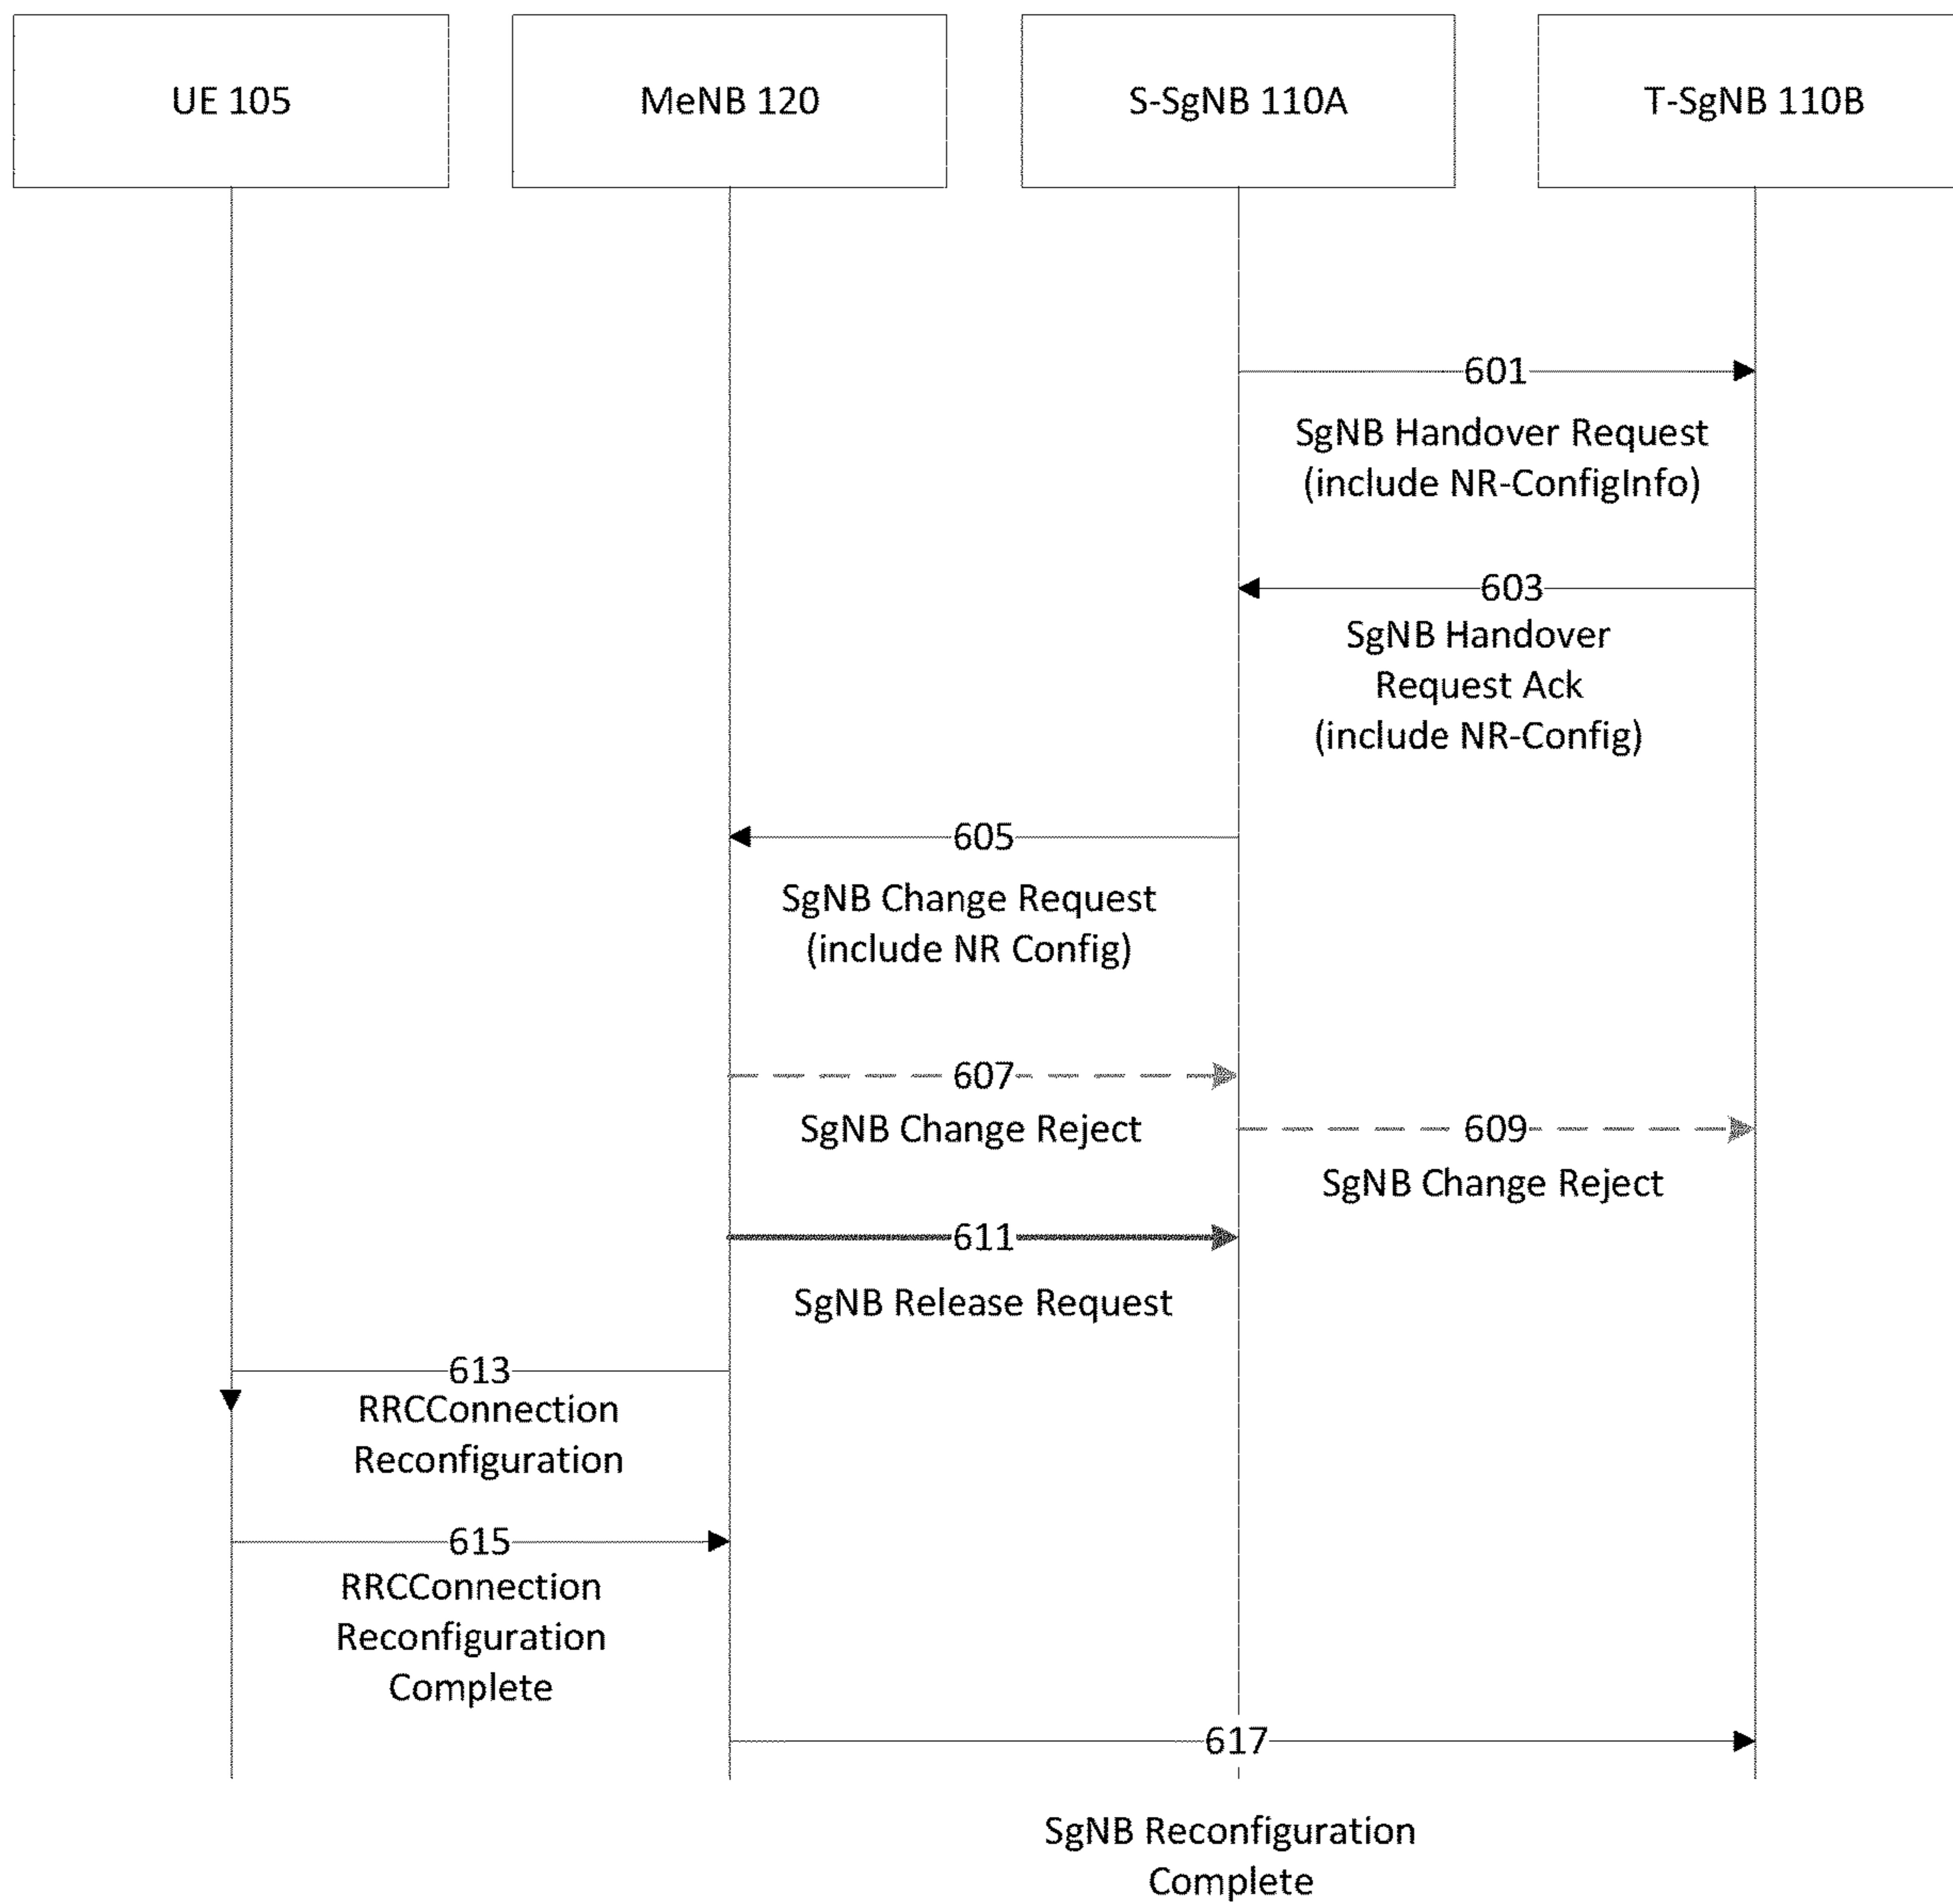 UE 105
MeNB 120
S-SgNB 110A
T-SgNB 110B
601
SgNB Handover Request
(include NR-ConfigInfo)
603
SgNB Handover
Request Ack
(include NR-Config)
605
SgNB Change Request
(include NR Config)
607
SgNB Change Reject
609
SgNB Change Reject
611
SgNB Release Request
613
RRCConnection
Reconfiguration
615
RRCConnection
Reconfiguration
Complete
617
SgNB Reconfiguration
Complete